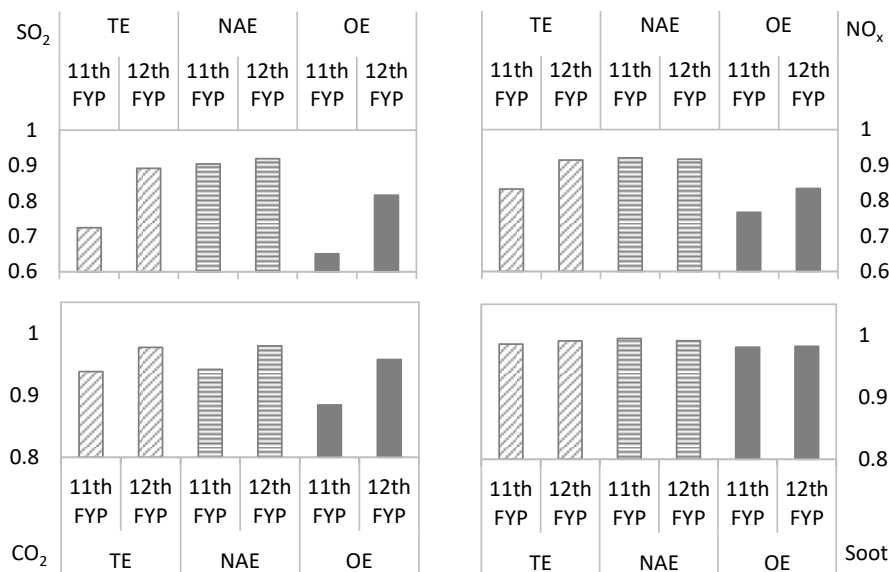 SO2 TE NAE OE
11th 12th 11th 12th 11th 12th
FYP FYP FYP FYP FYP FYP
1
0.9
0.8
0.7
0.6
TE NAE OE NOx
11th 12th 11th 12th 11th 12th
FYP FYP FYP FYP FYP FYP
1
0.9
0.8
0.7
0.6
1
0.9
0.8
11th 12th 11th 12th 11th 12th
FYP FYP FYP FYP FYP FYP
CO2 TE NAE OE
1
0.9
0.8
11th 12th 11th 12th 11th 12th
FYP FYP FYP FYP FYP FYP
TE NAE OE Soot